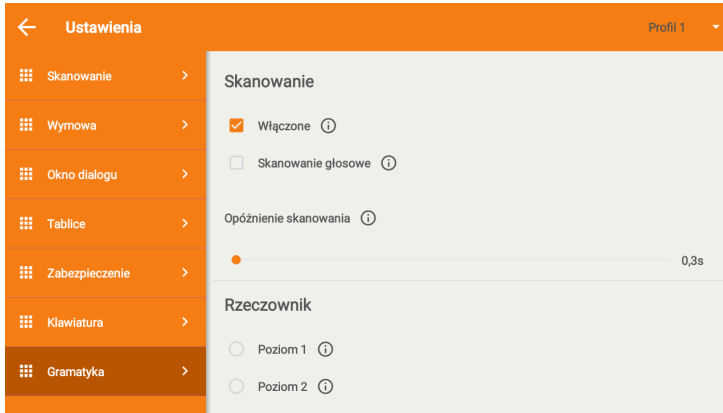 Ustawienia
Profil 1
Skanowanie
Wymowa
Okno dialogu
Tablice
Zabezpieczenie
Klawiatura
Gramatyka
Skanowanie
Włączone
Skanowanie głosowe
Opóźnienie skanowania
0,3s
Rzeczownik
Poziom 1
Poziom 2